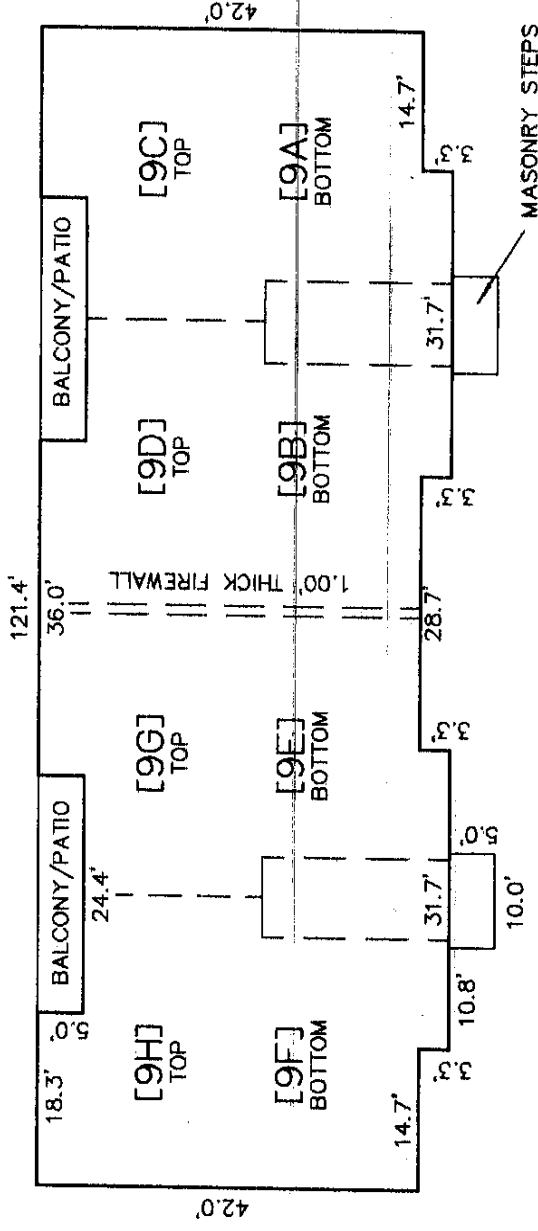 121.4'
42.0'
18.3'
5.0'
BALCONY/PATIO
24.4'
36.0'
BALCONY/PATIO
42.0'
[9H]
TOP
[9G]
TOP
1.00' THICK FIREWALL
[9D]
TOP
[9C]
TOP
[9F]
BOTTOM
[9E]
BOTTOM
[9B]
BOTTOM
[9A]
BOTTOM
14.7'
3.3'
10.8'
31.7'
5.0'
10.0'
3.3'
28.7'
3.3'
31.7'
3.3'
14.7'
MASONRY STEPS